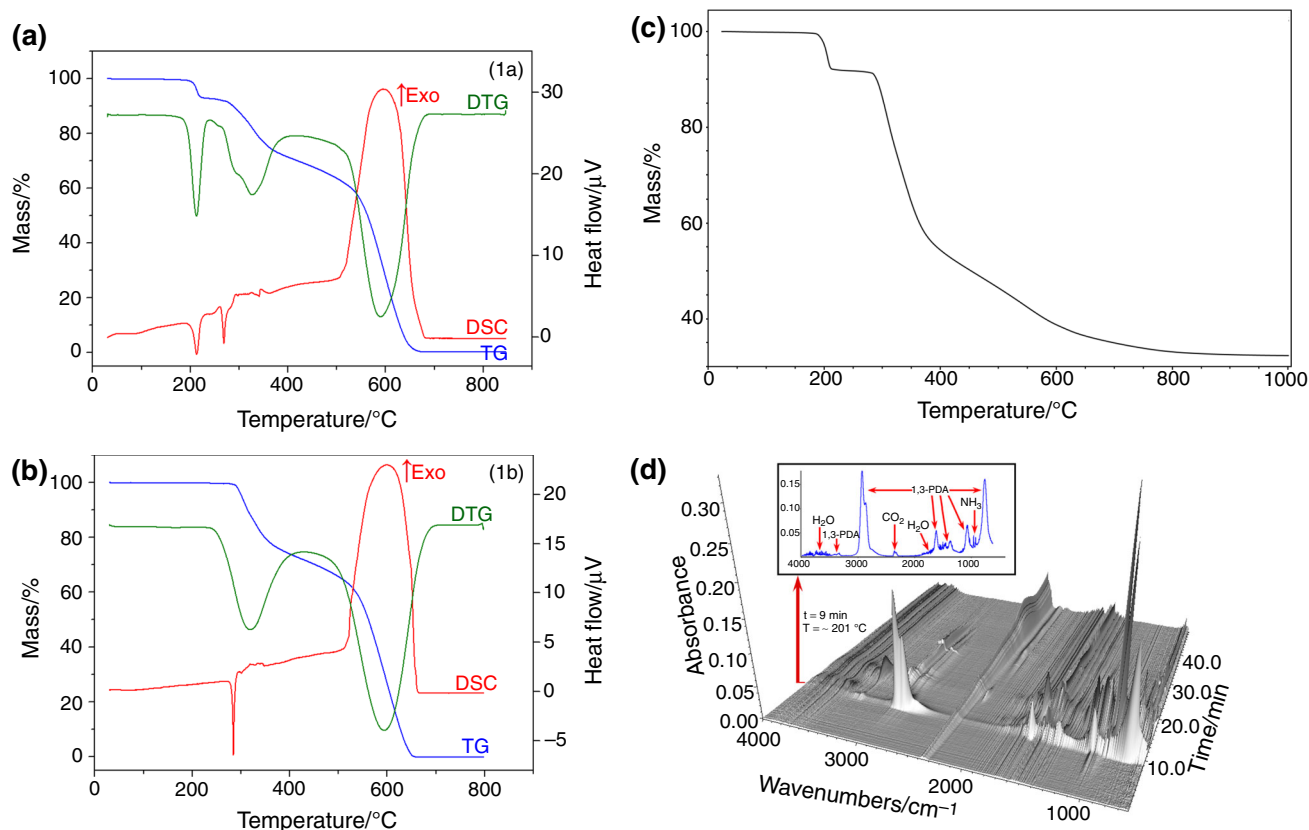 (a)
(1a)
100
80
60
40
20
0
Mass/%
30
20
10
0
Heat flow/µV
↑Exo
DTG
DSC
TG
0
200
400
600
800
Temperature/°C
(b)
(1b)
100
80
60
40
20
0
Mass/%
20
15
10
5
0
−5
Heat flow/µV
↑Exo
DTG
DSC
TG
0
200
400
600
800
Temperature/°C
(c)
100
80
60
40
Mass/%
0
200
400
600
800
1000
Temperature/°C
(d)
0.30
0.25
0.20
0.15
0.10
0.05
0.00
Absorbance
0.15
0.10
0.05
H2O
1,3-PDA
CO2
H2O
1,3-PDA
NH3
4000
3000
2000
1000
t = 9 min
T = ~ 201 °C
4000
3000
2000
1000
Wavenumbers/cm–1
10.0
20.0
30.0
40.0
Time/min